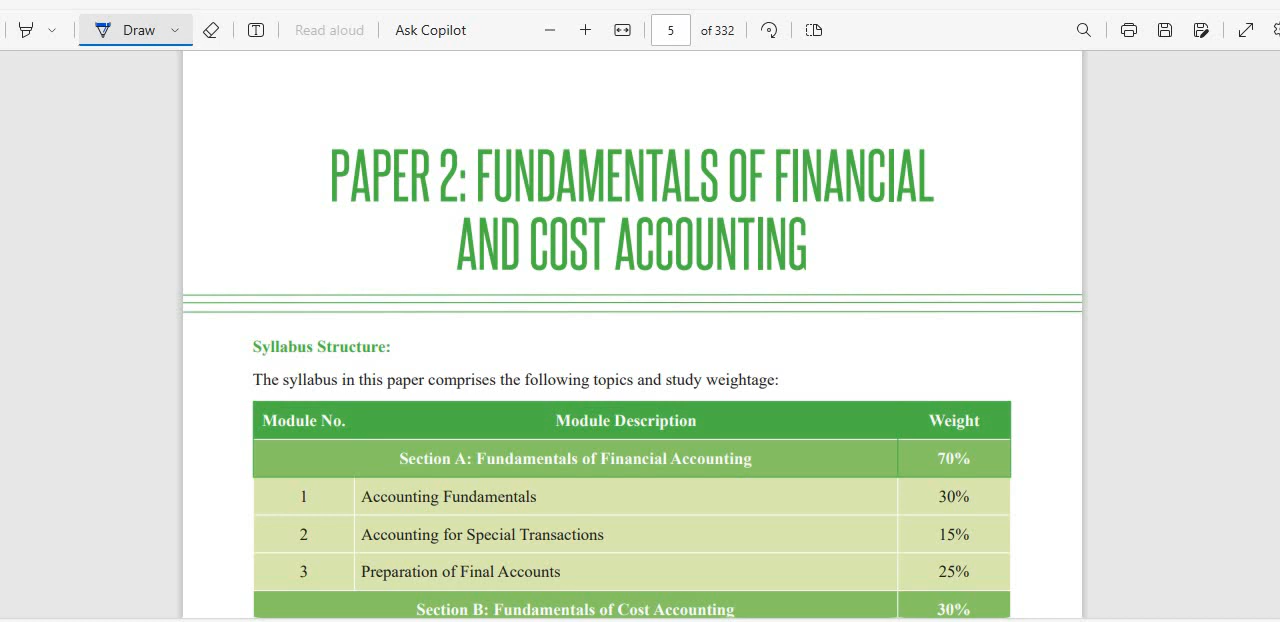 Draw
Read aloud
Ask Copilot
5 of 332
PAPER 2: FUNDAMENTALS OF FINANCIAL
AND COST ACCOUNTING
Syllabus Structure:
The syllabus in this paper comprises the following topics and study weightage:
Module No. Module Description Weight
Section A: Fundamentals of Financial Accounting 70%
1 Accounting Fundamentals 30%
2 Accounting for Special Transactions 15%
3 Preparation of Final Accounts 25%
Section B: Fundamentals of Cost Accounting 30%